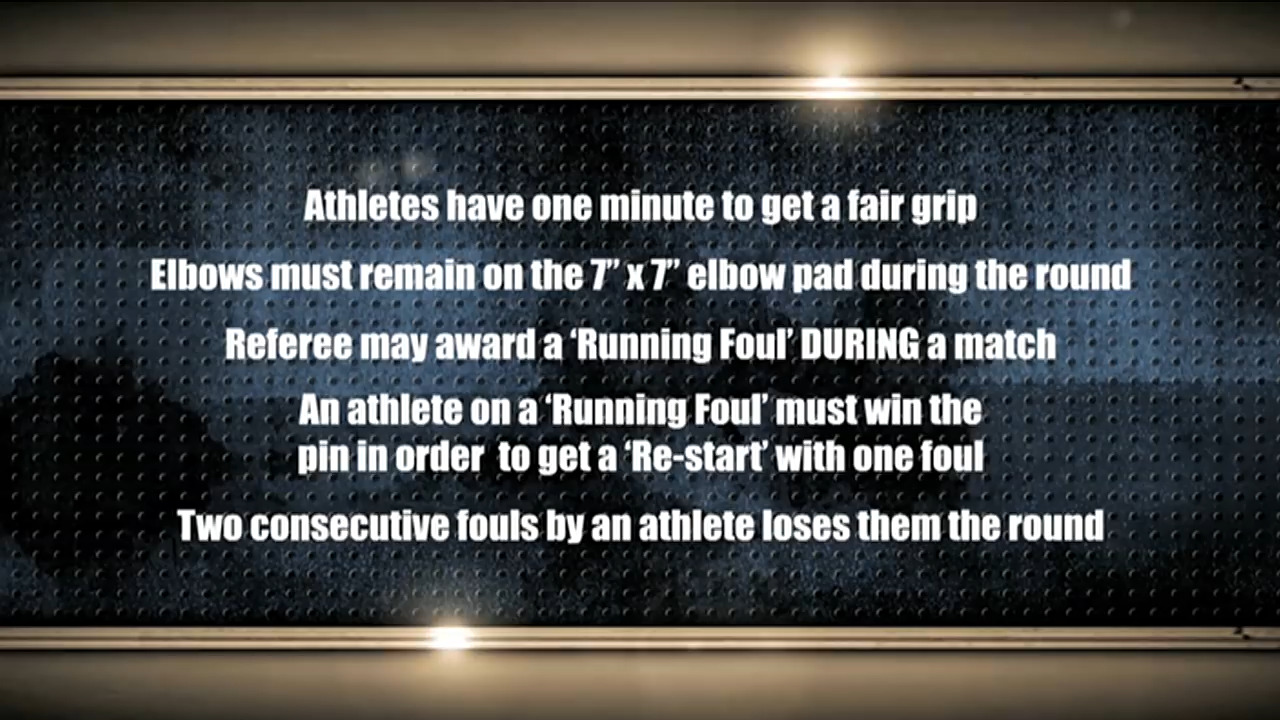 Athletes have one minute to get a fair grip
Elbows must remain on the 7” x 7” elbow pad during the round
Referee may award a ‘Running Foul’ DURING a match
An athlete on a ‘Running Foul’ must win the
pin in order to get a ‘Re-start’ with one foul
Two consecutive fouls by an athlete loses them the round